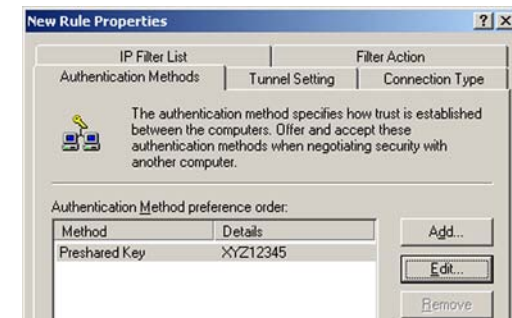 New Rule Properties
IP Filter List
Filter Action
Authentication Methods
Tunnel Setting
Connection Type
The authentication method specifies how trust is established
between the computers. Offer and accept these
authentication methods when negotiating security with
another computer.
Authentication Method preference order:
Method
Details
Add...
Preshared Key
XYZ12345
Edit...
Remove